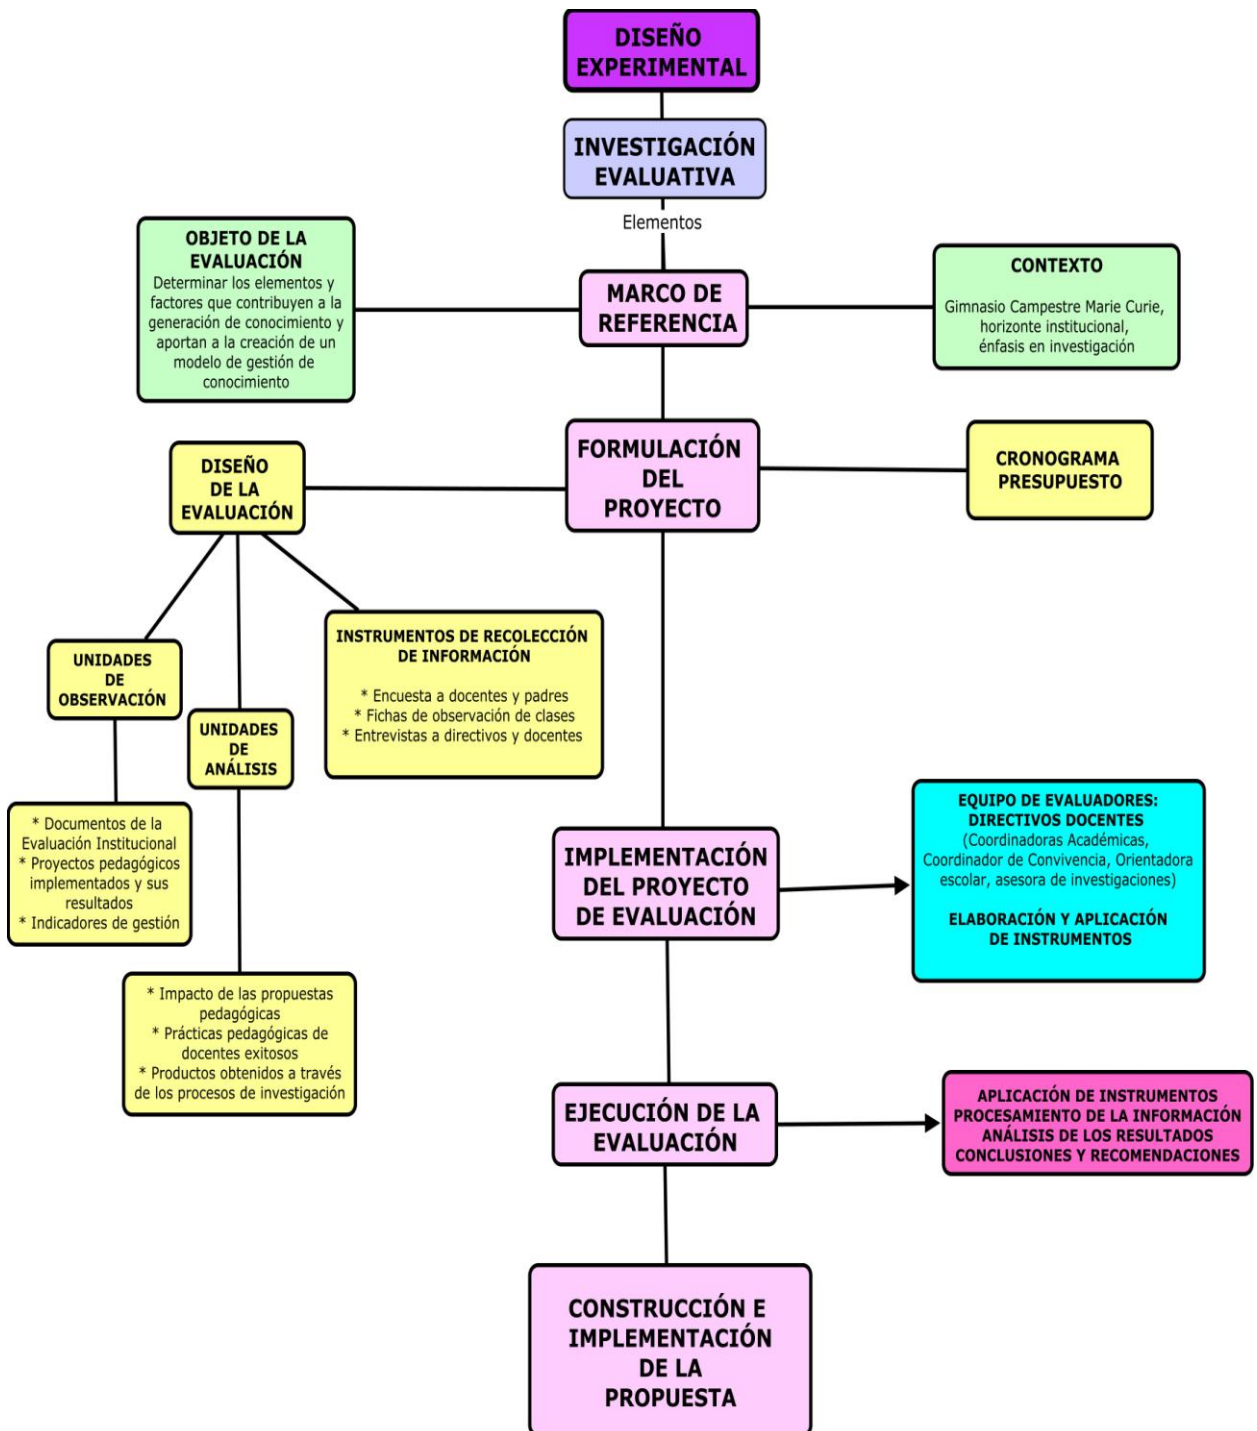 DISEÑO
EXPERIMENTAL
INVESTIGACIÓN
EVALUATIVA
Elementos
OBJETO DE LA
EVALUACIÓN
Determinar los elementos y
factores que contribuyen a la
generación de conocimiento y
aportan a la creación de un
modelo de gestión de
conocimiento
MARCO DE
REFERENCIA
CONTEXTO
Gimnasio Campestre Marie Curie,
horizonte institucional,
énfasis en investigación
DISEÑO
DE LA
EVALUACIÓN
FORMULACIÓN
DEL
PROYECTO
CRONOGRAMA
PRESUPUESTO
UNIDADES
DE
OBSERVACIÓN
UNIDADES
DE
ANÁLISIS
INSTRUMENTOS DE RECOLECCIÓN
DE INFORMACIÓN
* Encuesta a docentes y padres
* Fichas de observación de clases
* Entrevistas a directivos y docentes
* Documentos de la
Evaluación Institucional
* Proyectos pedagógicos
implementados y sus
resultados
* Indicadores de gestión
* Impacto de las propuestas
pedagógicas
* Prácticas pedagógicas de
docentes exitosos
* Productos obtenidos a través
de los procesos de investigación
IMPLEMENTACIÓN
DEL PROYECTO
DE EVALUACIÓN
EQUIPO DE EVALUADORES:
DIRECTIVOS DOCENTES
(Coordinadoras Académicas,
Coordinador de Convivencia, Orientadora
escolar, asesora de investigaciones)
ELABORACIÓN Y APLICACIÓN
DE INSTRUMENTOS
EJECUCIÓN DE LA
EVALUACIÓN
APLICACIÓN DE INSTRUMENTOS
PROCESAMIENTO DE LA INFORMACIÓN
ANÁLISIS DE LOS RESULTADOS
CONCLUSIONES Y RECOMENDACIONES
CONSTRUCCIÓN E
IMPLEMENTACIÓN
DE LA
PROPUESTA